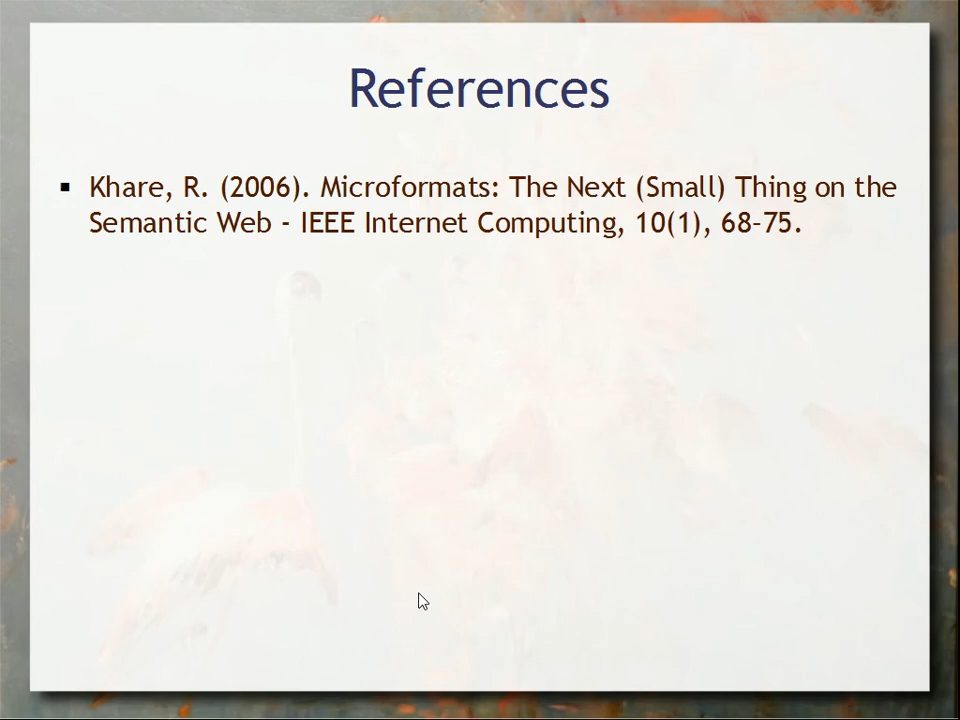 References
▪ Khare, R. (2006). Microformats: The Next (Small) Thing on the
Semantic Web - IEEE Internet Computing, 10(1), 68–75.